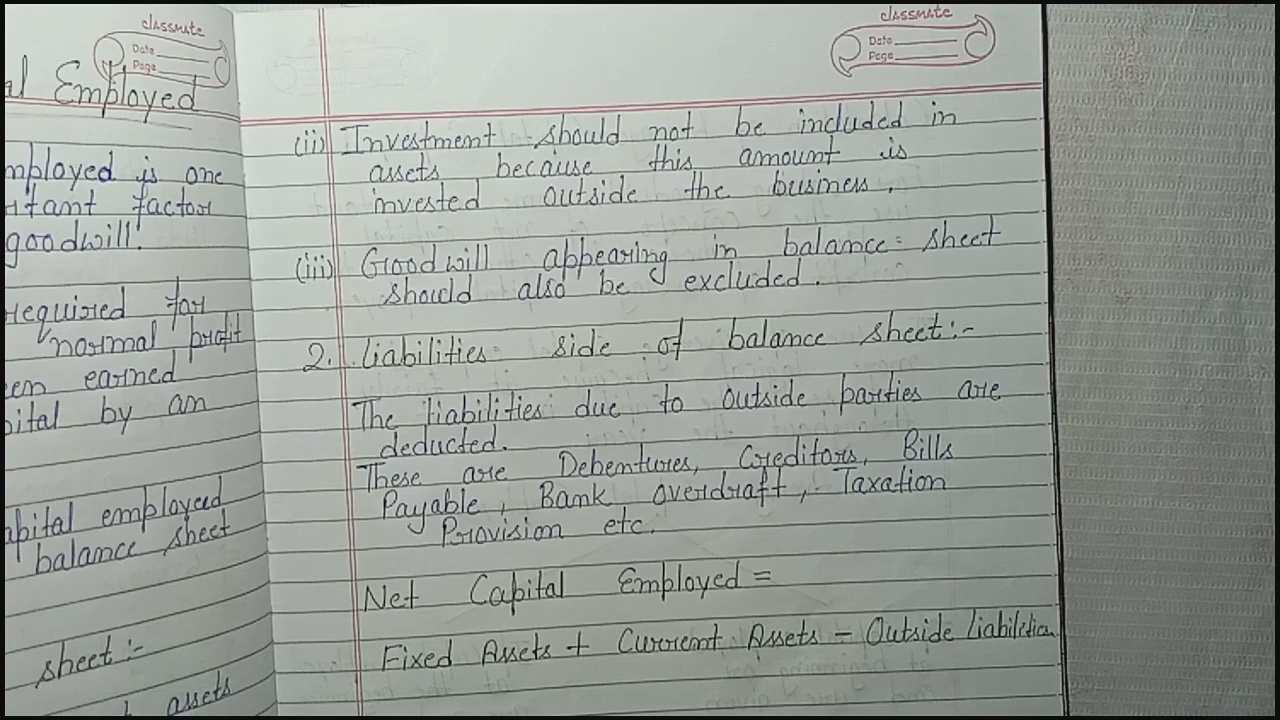 classmate
Date
Page
Employed
mployed is one
tant factor
goodwill.
required for
normal profit
en earned
ital by an
apital employed
balance sheet
sheet :-
assets
classmate
Date
Page
(ii) Investment should not be included in
assets because this amount is
invested outside the business.
(iii) Goodwill appearing in balance sheet
should also be excluded.
2. Liabilities side of balance sheet :-
The liabilities due to outside parties are
deducted.
These are Debentures, Creditors, Bills
Payable, Bank overdraft, Taxation
Provision etc.
Net Capital Employed =
Fixed Assets + Current Assets - Outside Liabilities